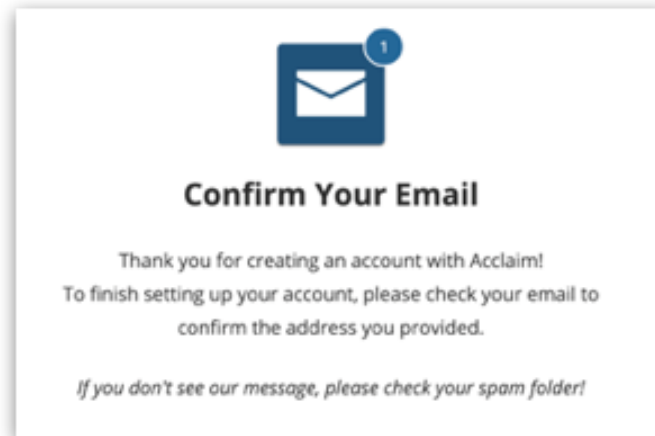 1
Confirm Your Email
Thank you for creating an account with Acclaim!
To finish setting up your account, please check your email to
confirm the address you provided.
If you don't see our message, please check your spam folder!